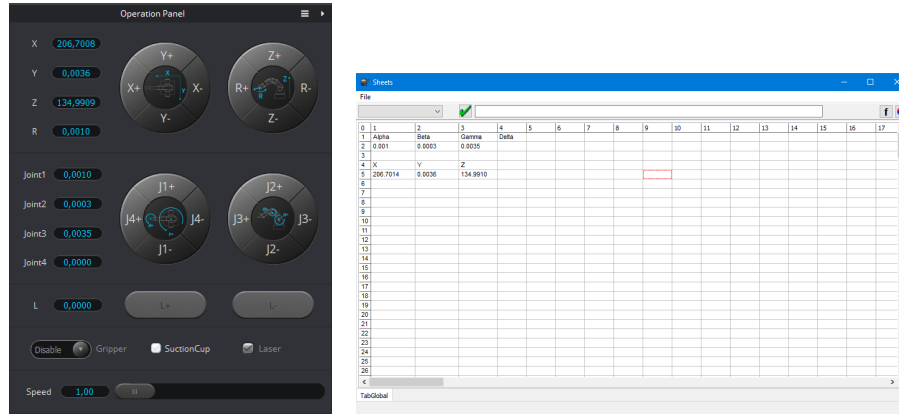 Operation Panel
X 206,7008
Y 0,0036
Z 134,9909
R 0,0010
Y+
X+ X X-
Y
Y-
Z+
R+ Z+ R-
R
Z-
Joint1 0,0010
Joint2 0,0003
Joint3 0,0035
Joint4 0,0000
J1+
J4+ J4-
J1-
J2+
J3+ J3-
J2-
L 0,0000 L+ L-
Disable Gripper SuctionCup Laser
Speed 1,00
Sheets
File
f
0 1 2 3 4 5 6 7 8 9 10 11 12 13 14 15 16 17
1 Alpha Beta Gamma Delta
2 0.001 0.0003 0.0035
3
4 X Y Z
5 206.7014 0.0036 134.9910
6
7
8
9
10
11
12
13
14
15
16
17
18
19
20
21
22
23
24
25
26
TabGlobal